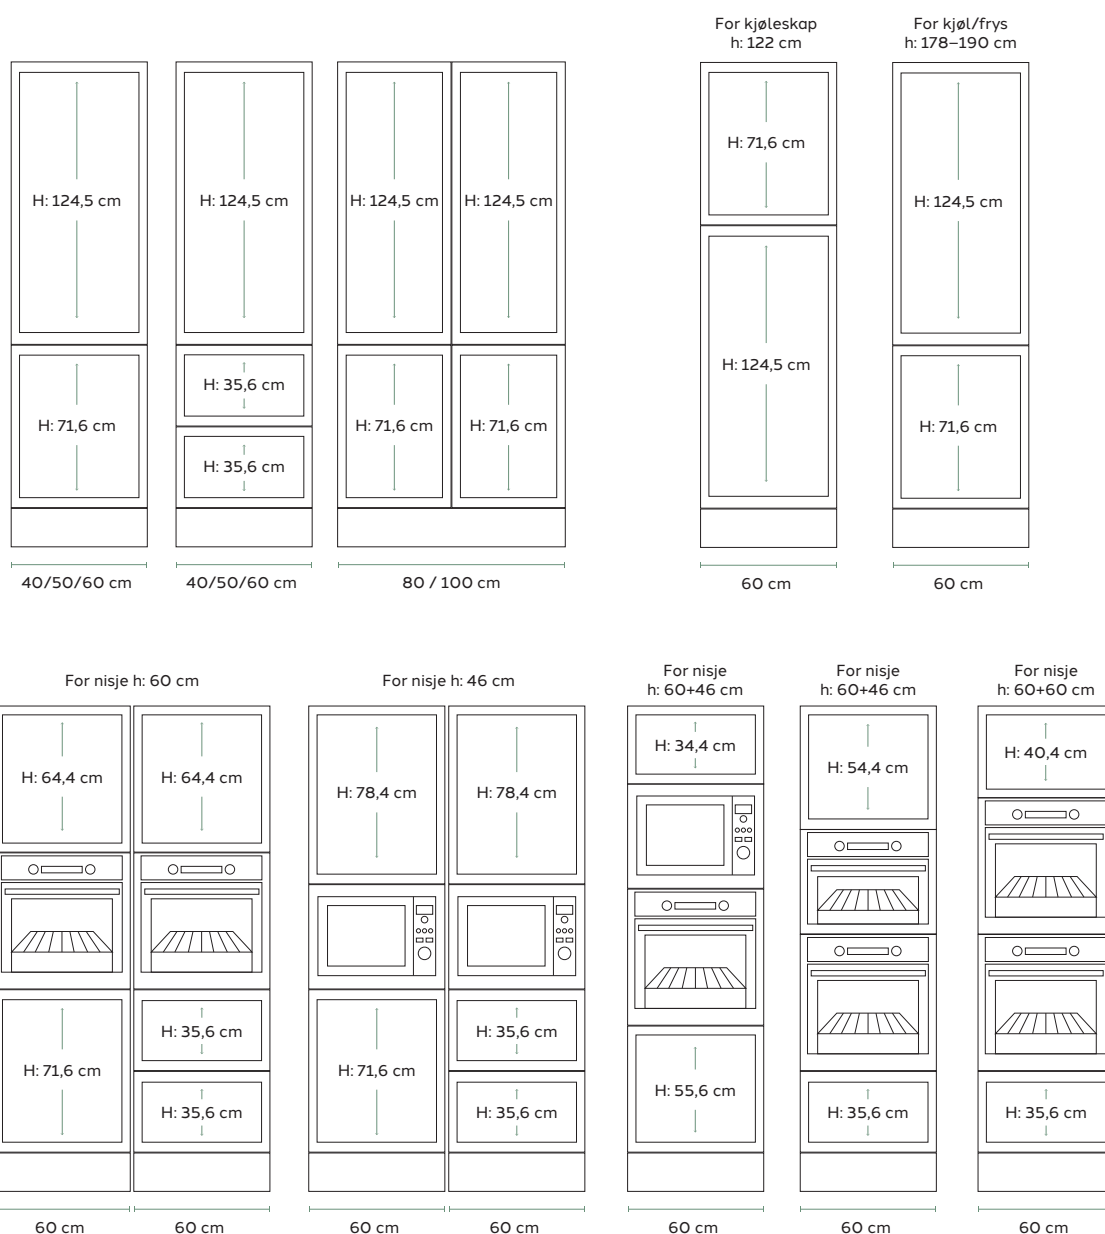 For kjøleskap
h: 122 cm
For kjøl/frys
h: 178–190 cm
H: 124,5 cm
H: 124,5 cm
H: 124,5 cm
H: 124,5 cm
H: 71,6 cm
H: 124,5 cm
H: 71,6 cm
H: 35,6 cm
H: 35,6 cm
H: 71,6 cm
H: 71,6 cm
H: 124,5 cm
H: 71,6 cm
40/50/60 cm
40/50/60 cm
80 / 100 cm
60 cm
60 cm
For nisje h: 60 cm
For nisje h: 46 cm
For nisje
h: 60+46 cm
For nisje
h: 60+46 cm
For nisje
h: 60+60 cm
H: 64,4 cm
H: 64,4 cm
H: 78,4 cm
H: 78,4 cm
H: 34,4 cm
H: 54,4 cm
H: 40,4 cm
H: 71,6 cm
H: 35,6 cm
H: 35,6 cm
H: 71,6 cm
H: 35,6 cm
H: 35,6 cm
H: 55,6 cm
H: 35,6 cm
H: 35,6 cm
60 cm
60 cm
60 cm
60 cm
60 cm
60 cm
60 cm